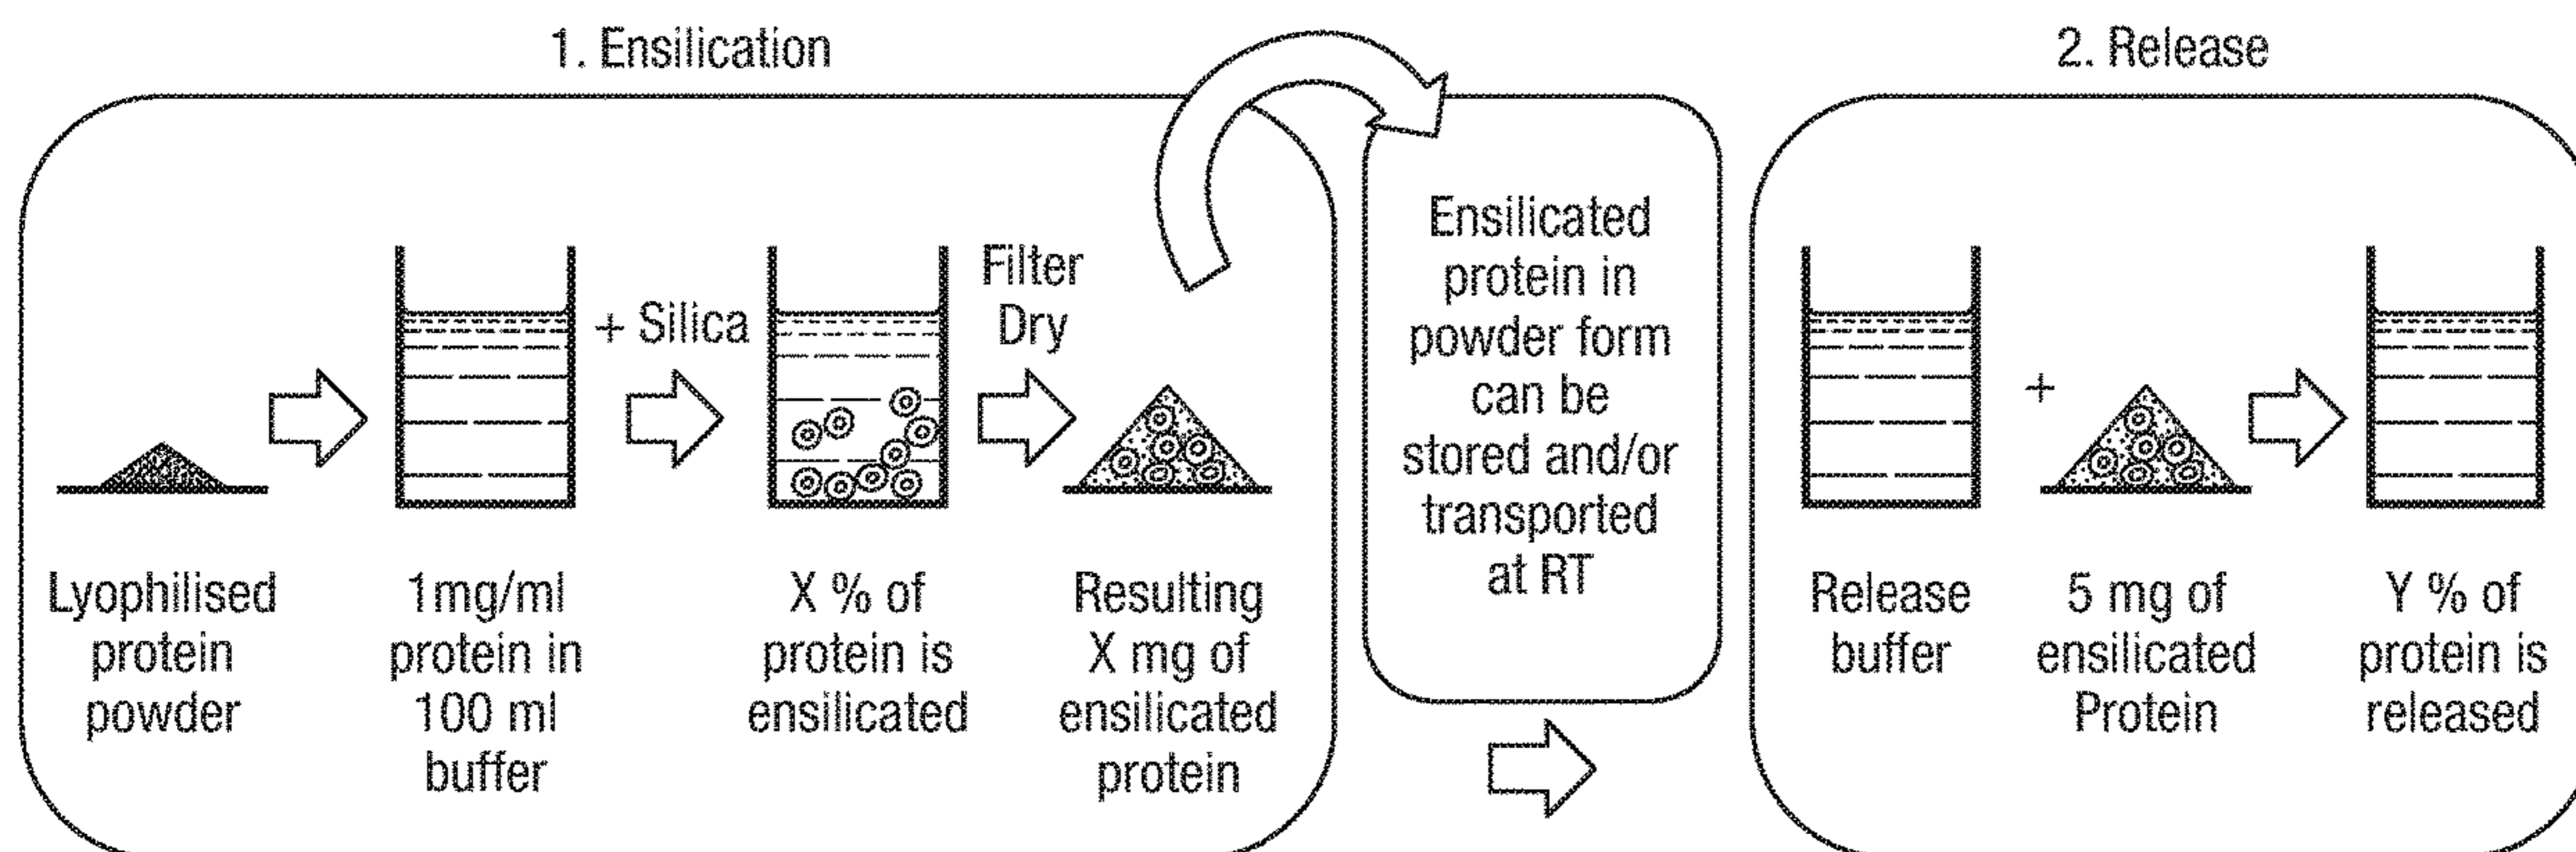 1. Ensilication
+ Silica
Filter
Dry
Lyophilised
protein
powder
1mg/ml
protein in
100 ml
buffer
X % of
protein is
ensilicated
Resulting
X mg of
ensilicated
protein
Ensilicated
protein in
powder form
can be
stored and/or
transported
at RT
2. Release
+
Release
buffer
5 mg of
ensilicated
Protein
Y % of
protein is
released